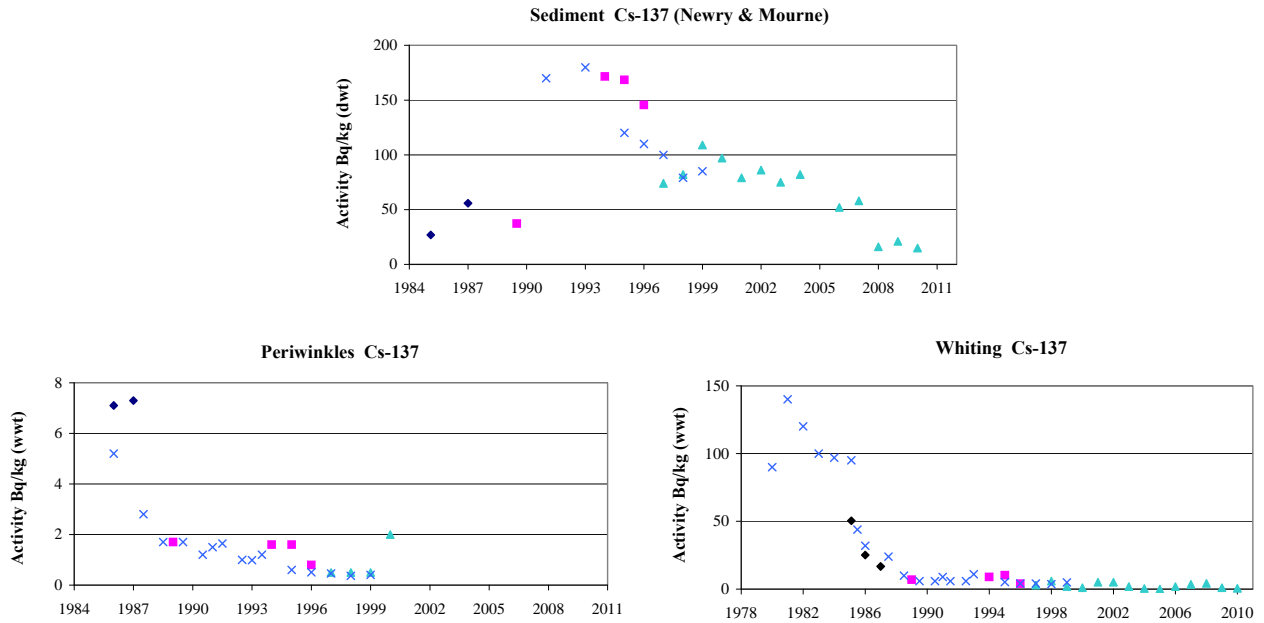 Sediment Cs-137 (Newry & Mourne)
Activity Bq/kg (dwt)
200
150
100
50
0
1984 1987 1990 1993 1996 1999 2002 2005 2008 2011
Periwinkles Cs-137
Activity Bq/kg (wwt)
8
6
4
2
0
1984 1987 1990 1993 1996 1999 2002 2005 2008 2011
Whiting Cs-137
Activity Bq/kg (wwt)
150
100
50
0
1978 1982 1986 1990 1994 1998 2002 2006 2010